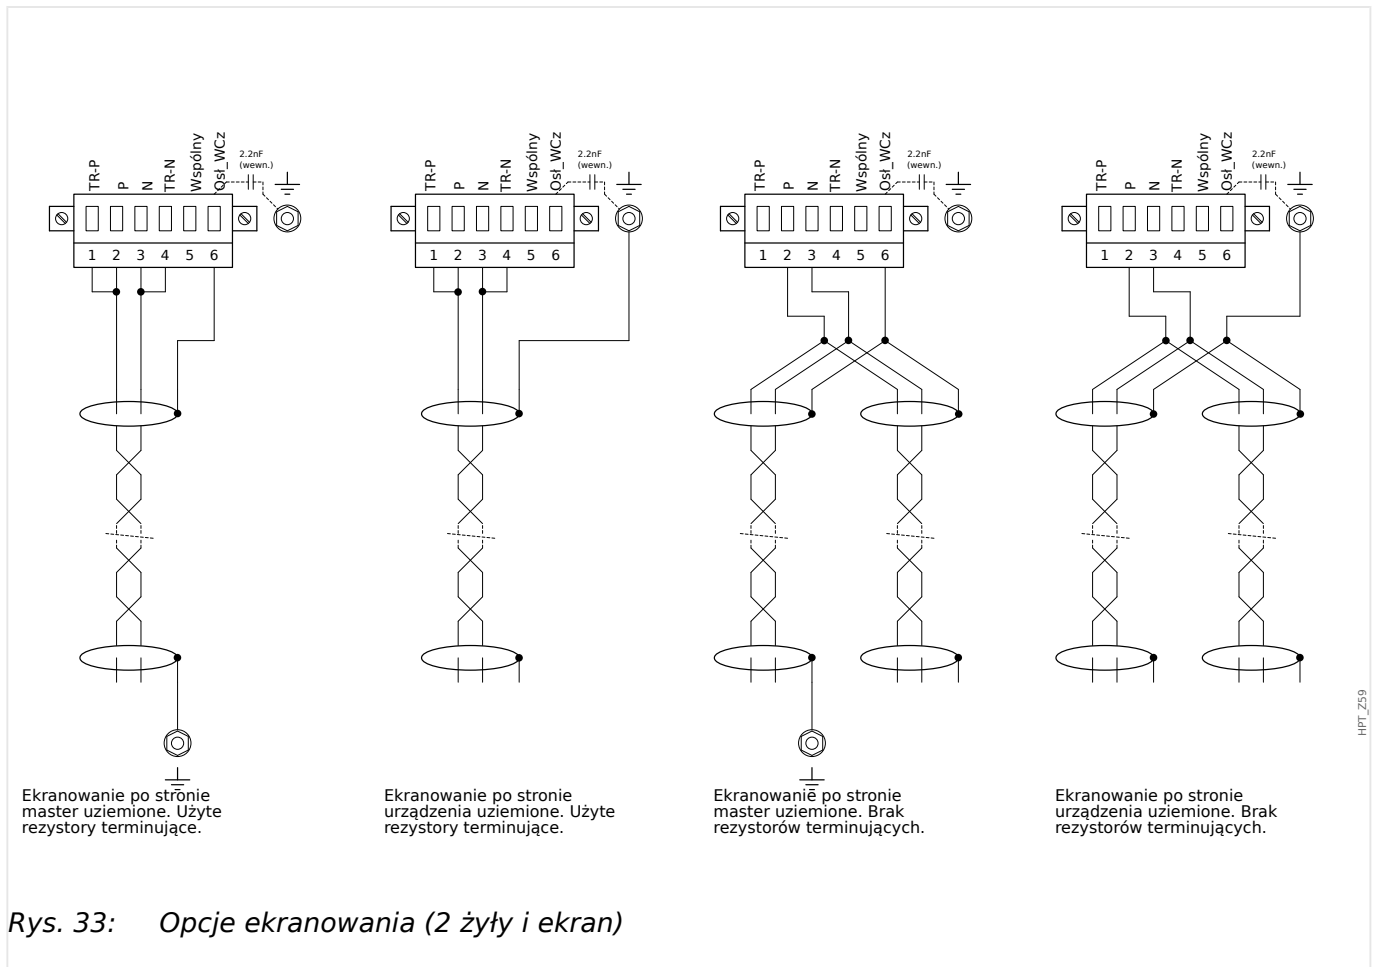 TR-P P N TR-N Wspólny Osł_WCz
2.2nF
(wewn.)
1 2 3 4 5 6
TR-P P N TR-N Wspólny Osł_WCz
2.2nF
(wewn.)
1 2 3 4 5 6
TR-P P N TR-N Wspólny Osł_WCz
2.2nF
(wewn.)
1 2 3 4 5 6
TR-P P N TR-N Wspólny Osł_WCz
2.2nF
(wewn.)
1 2 3 4 5 6
HPT_Z59
Ekranowanie po stronie
master uziemione. Użyte
rezystory terminujące.
Ekranowanie po stronie
urządzenia uziemione. Użyte
rezystory terminujące.
Ekranowanie po stronie
master uziemione. Brak
rezystorów terminujących.
Ekranowanie po stronie
urządzenia uziemione. Brak
rezystorów terminujących.
Rys. 33: Opcje ekranowania (2 żyły i ekran)